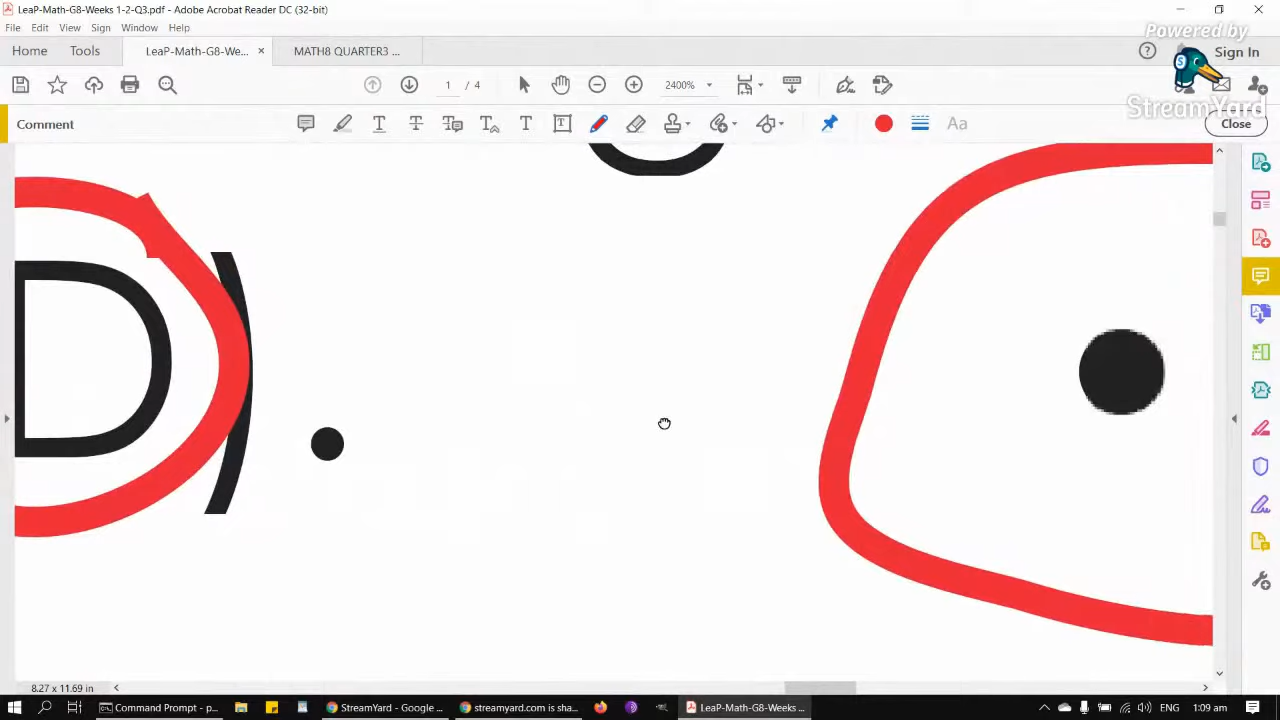 LeaP-Math-G8-Weeks 1-2-Q3.pdf - Adobe Acrobat Reader DC (32-bit)
File Edit View Sign Window Help
Powered by
Home Tools LeaP-Math-G8-Wee... × MATH8 QUARTER3 ... Sign In
1 / 4 2400%
StreamYard
Comment Aa Close
D).
8.27 x 11.69 in
Command Prompt - p... StreamYard - Google ... streamyard.com is sha... LeaP-Math-G8-Weeks ... ENG 1:09 am